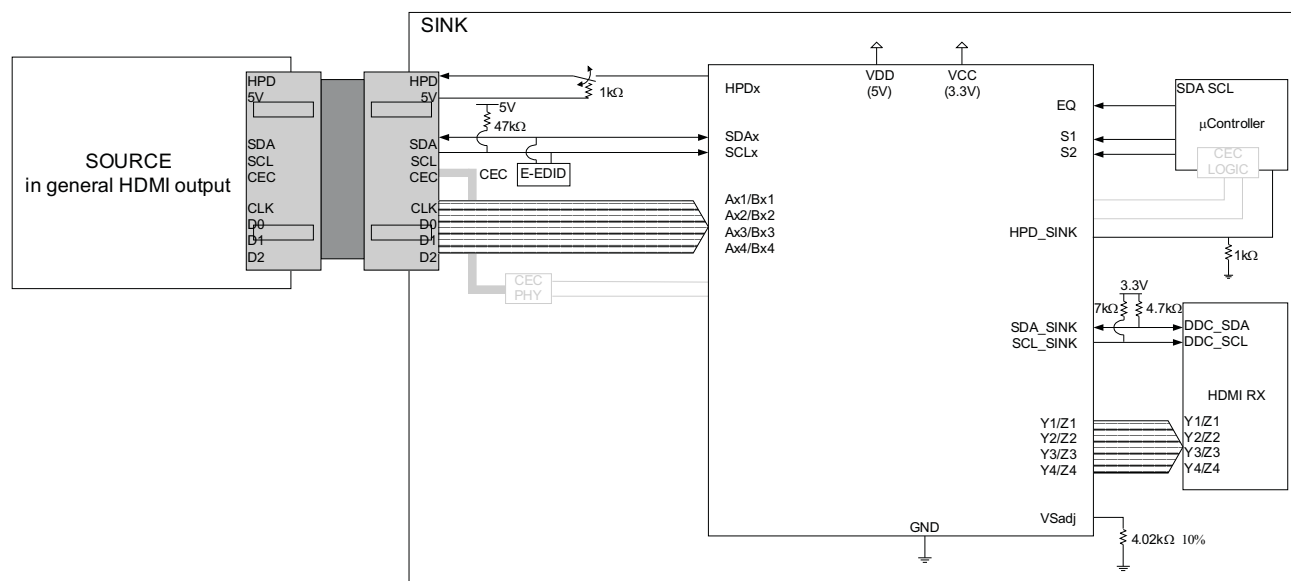 SINK
SOURCE
in general HDMI output
HPD
5V
SDA
SCL
CEC
CLK
D0
D1
D2
HPD
5V
SDA
SCL
CEC
CLK
D0
D1
D2
1kΩ
5V
47kΩ
CEC
E-EDID
CEC
PHY
VDD
(5V)
VCC
(3.3V)
HPDx
SDAx
SCLx
Ax1/Bx1
Ax2/Bx2
Ax3/Bx3
Ax4/Bx4
EQ
S1
S2
HPD_SINK
SDA_SINK
SCL_SINK
Y1/Z1
Y2/Z2
Y3/Z3
Y4/Z4
VSadj
GND
SDA SCL
μController
CEC
LOGIC
1kΩ
3.3V
7kΩ 4.7kΩ
DDC_SDA
DDC_SCL
HDMI RX
Y1/Z1
Y2/Z2
Y3/Z3
Y4/Z4
4.02kΩ 10%